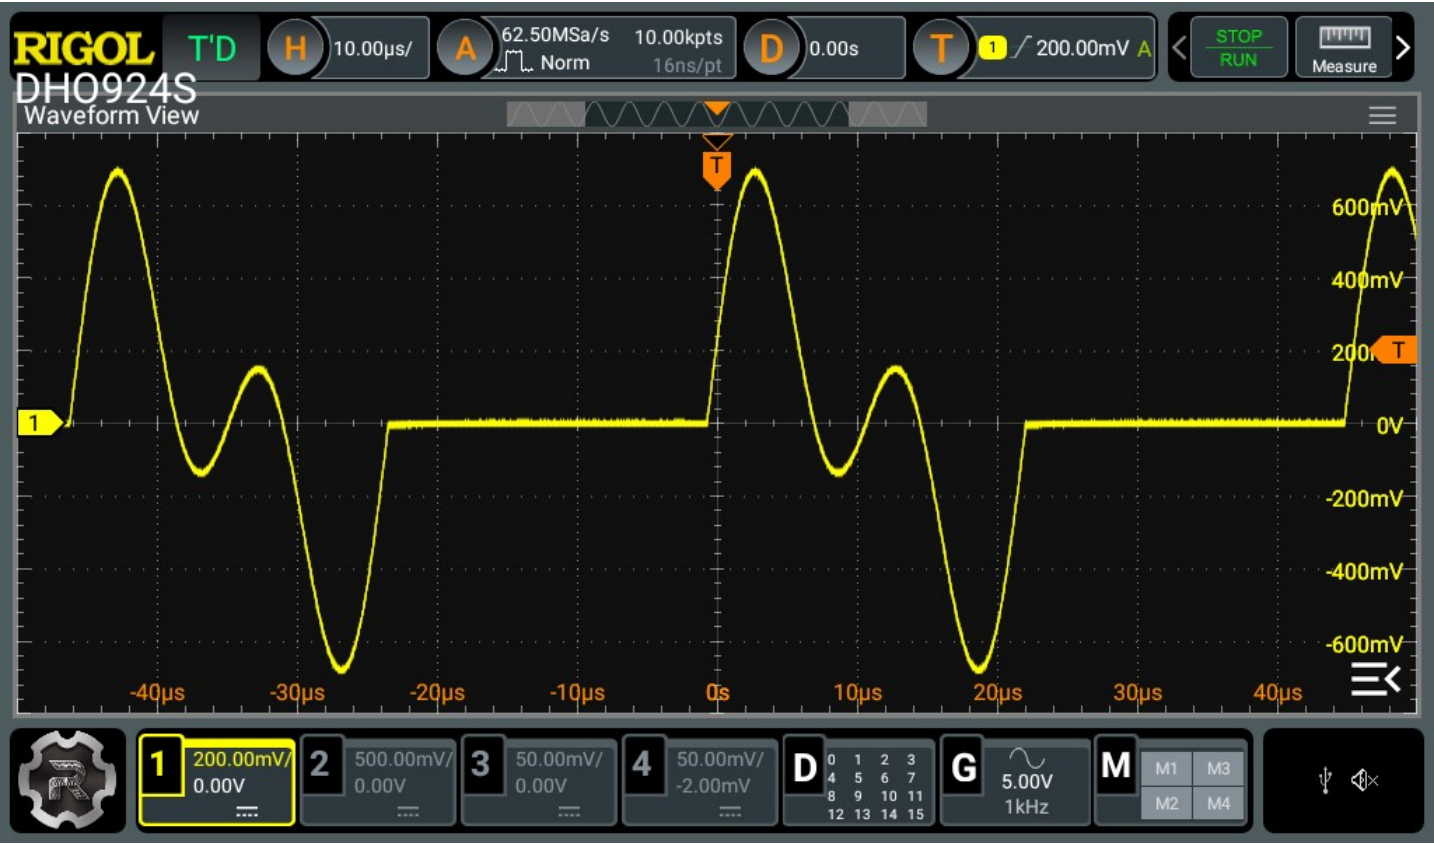 RIGOL T'D H 10.00μs/ A 62.50MSa/s 10.00kpts D 0.00s T 1 200.00mV A STOP
Norm 16ns/pt RUN Measure
DHO924S
Waveform View
T
600mV
400mV
T
1
0V
-200mV
-400mV
-600mV
-40μs -30μs -20μs -10μs 0s 10μs 20μs 30μs 40μs
1 200.00mV/ 2 500.00mV/ 3 50.00mV/ 4 50.00mV/ D 0 1 2 3 G M M1 M3
0.00V 0.00V 0.00V -2.00mV 4 5 6 7 5.00V
8 9 10 11 1kHz M2 M4
12 13 14 15
R